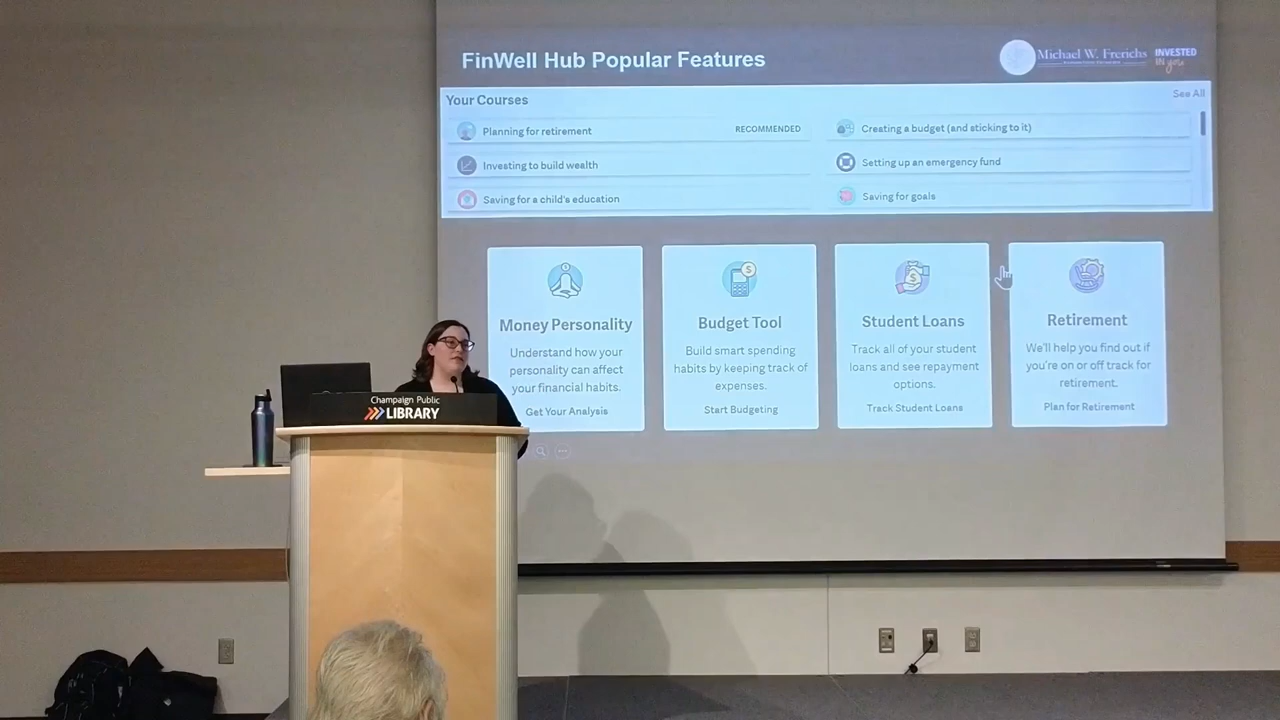 FinWell Hub Popular Features
Michael W. Frerichs
INVESTED
IN you
Your Courses
See All
Planning for retirement
RECOMMENDED
Creating a budget (and sticking to it)
Investing to build wealth
Setting up an emergency fund
Saving for a child's education
Saving for goals
Money Personality
Understand how your
personality can affect
your financial habits.
Get Your Analysis
Budget Tool
Build smart spending
habits by keeping track of
expenses.
Start Budgeting
Student Loans
Track all of your student
loans and see repayment
options.
Track Student Loans
Retirement
We'll help you find out if
you're on or off track for
retirement.
Plan for Retirement
Champaign Public
LIBRARY